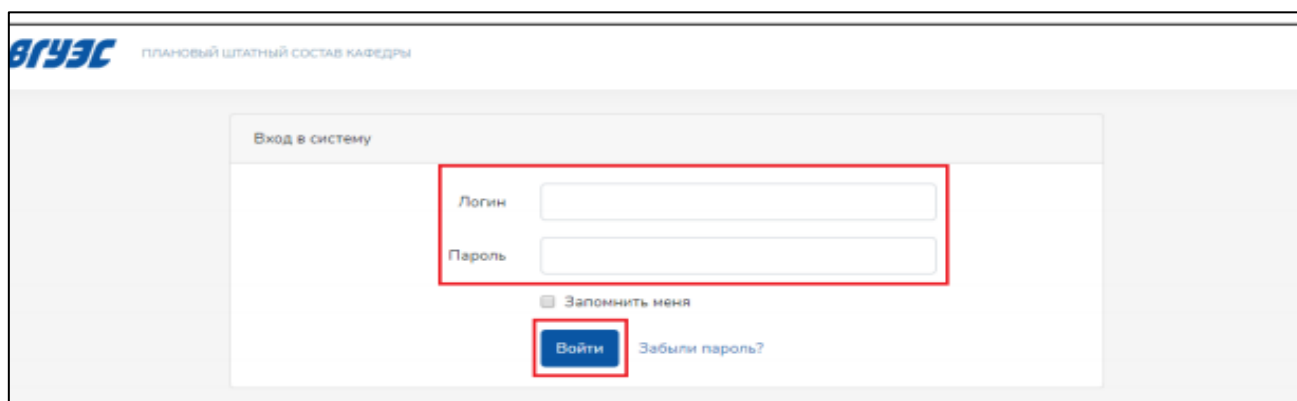 ВГУЭС ПЛАНОВЫЙ ШТАТНЫЙ СОСТАВ КАФЕДРЫ
Вход в систему
Логин
Пароль
Запомнить меня
Войти Забыли пароль?